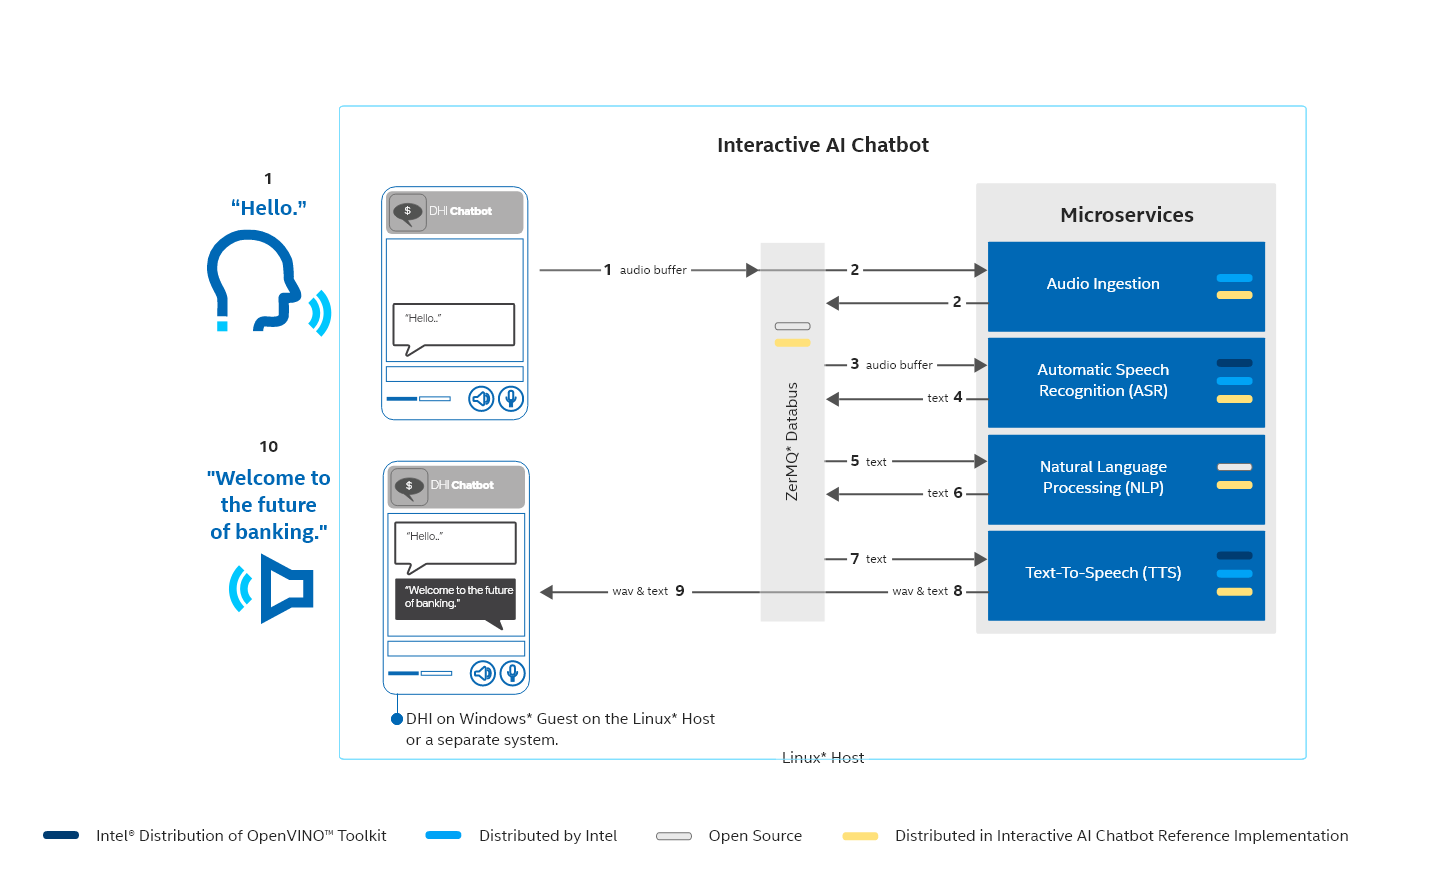 Interactive AI Chatbot
1
“Hello.”
$ DHI Chatbot
“Hello..”
1 audio buffer
2
2
3 audio buffer
text 4
5 text
text 6
7 text
wav & text 8
wav & text 9
ZerMQ* Databus
Microservices
Audio Ingestion
Automatic Speech
Recognition (ASR)
Natural Language
Processing (NLP)
Text-To-Speech (TTS)
10
"Welcome to
the future
of banking."
$ DHI Chatbot
“Hello..”
“Welcome to the future
of banking.”
DHI on Windows* Guest on the Linux* Host
or a separate system.
Linux* Host
Intel® Distribution of OpenVINO™ Toolkit
Distributed by Intel
Open Source
Distributed in Interactive AI Chatbot Reference Implementation